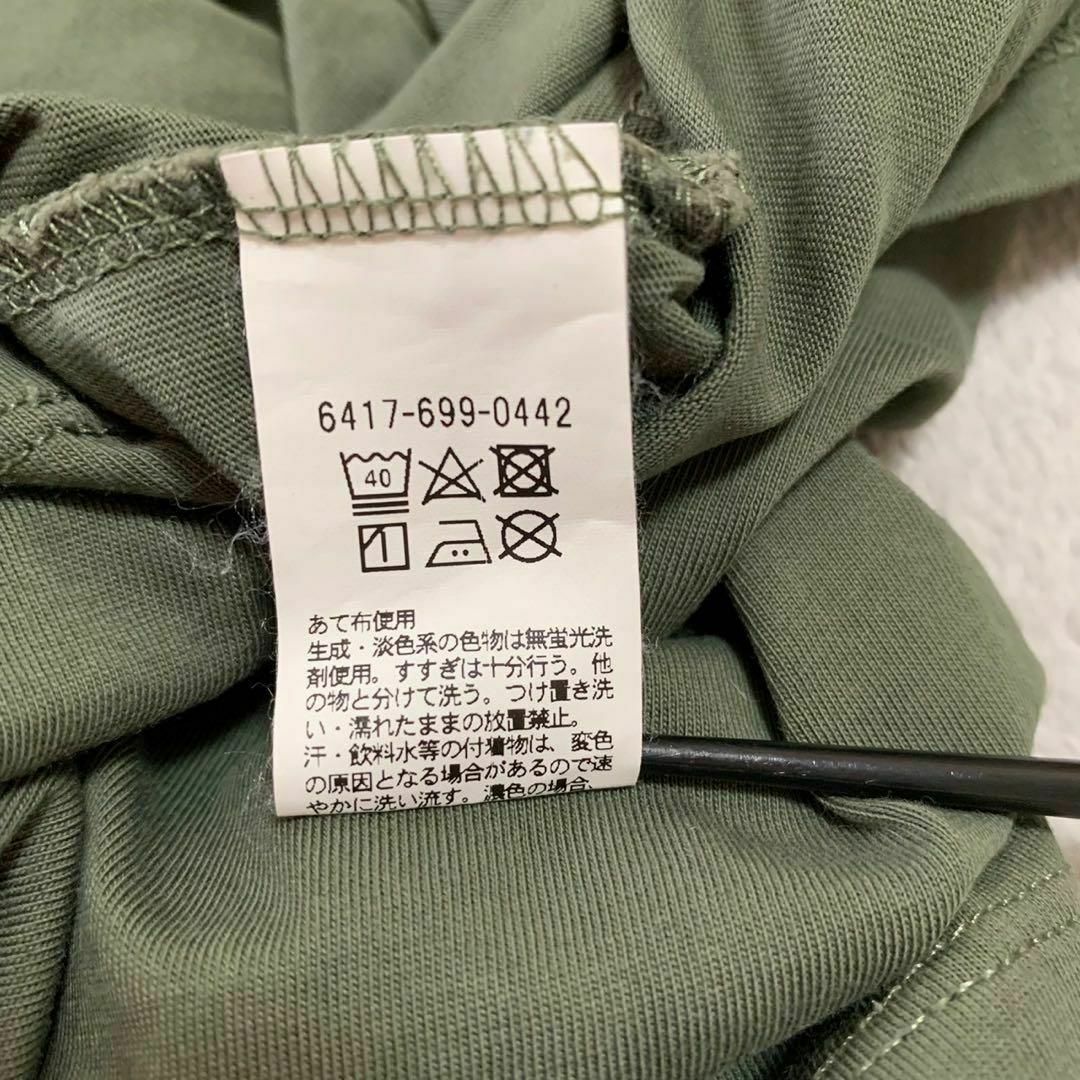 6417-699-0442
40
あて布使用
生成・淡色系の色物は無蛍光洗
剤使用。すすぎは十分行う。他
の物と分けて洗う。つけ置き洗
い・濡れたままの放置禁止。
汗・飲料水等の付着物は、変色
の原因となる場合があるので速
やかに洗い流す。濃色の場合、